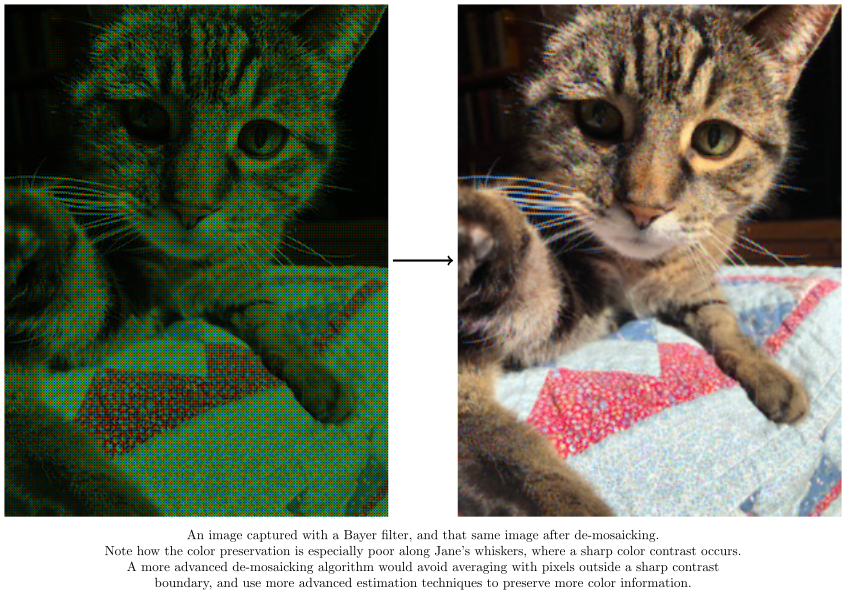 An image captured with a Bayer filter, and that same image after de-mosaicking.
Note how the color preservation is especially poor along Jane's whiskers, where a sharp color contrast occurs.
A more advanced de-mosaicking algorithm would avoid averaging with pixels outside a sharp contrast
boundary, and use more advanced estimation techniques to preserve more color information.